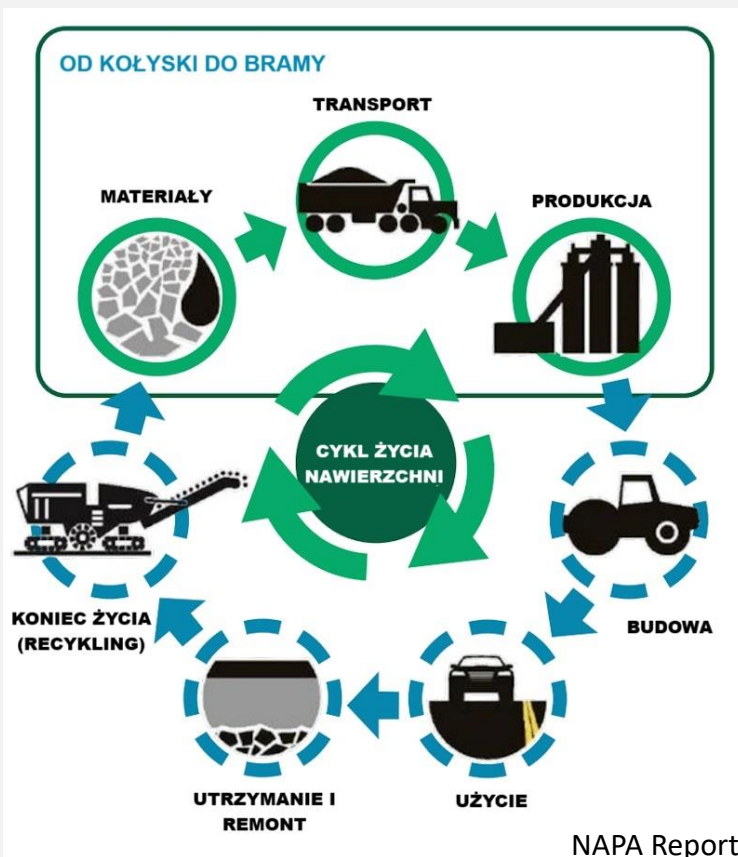 OD KOŁYSKI DO BRAMY
TRANSPORT
MATERIAŁY
PRODUKCJA
CYKL ŻYCIA
NAWIERZCHNI
KONIEC ŻYCIA
(RECYKLING)
BUDOWA
UTRZYMANIE I
REMONT
UŻYCIE
NAPA Report